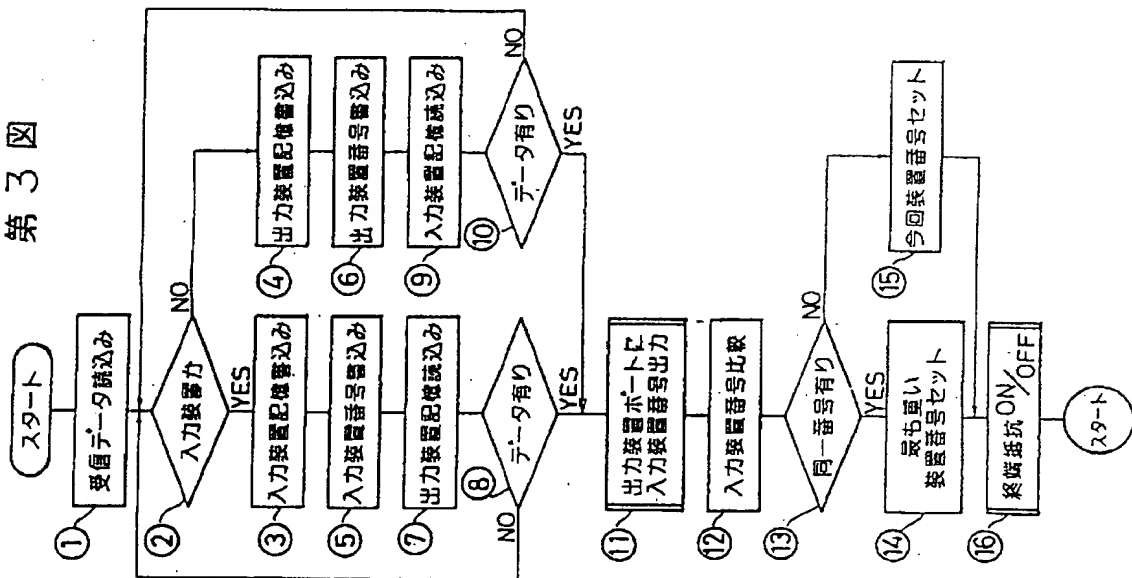 第3図
スタート
① 受信データ読込み
② 入力装置か
NO
YES
③ 入力装置記憶書込み
④ 出力装置記憶書込み
⑤ 入力装置番号書込み
⑥ 出力装置番号書込み
⑦ 出力装置記憶読込み
⑨ 入力装置記憶読込み
⑧ データ有り
NO
YES
⑩ データ有り
NO
YES
⑪ 出力装置ポートに
入力装置番号出力
⑫ 入力装置番号比較
⑬ 同一番号有り
NO
YES
⑭ 最も重い
装置番号セット
⑮ 今回装置番号セット
⑯ 終端抵抗ON/OFF
スタート